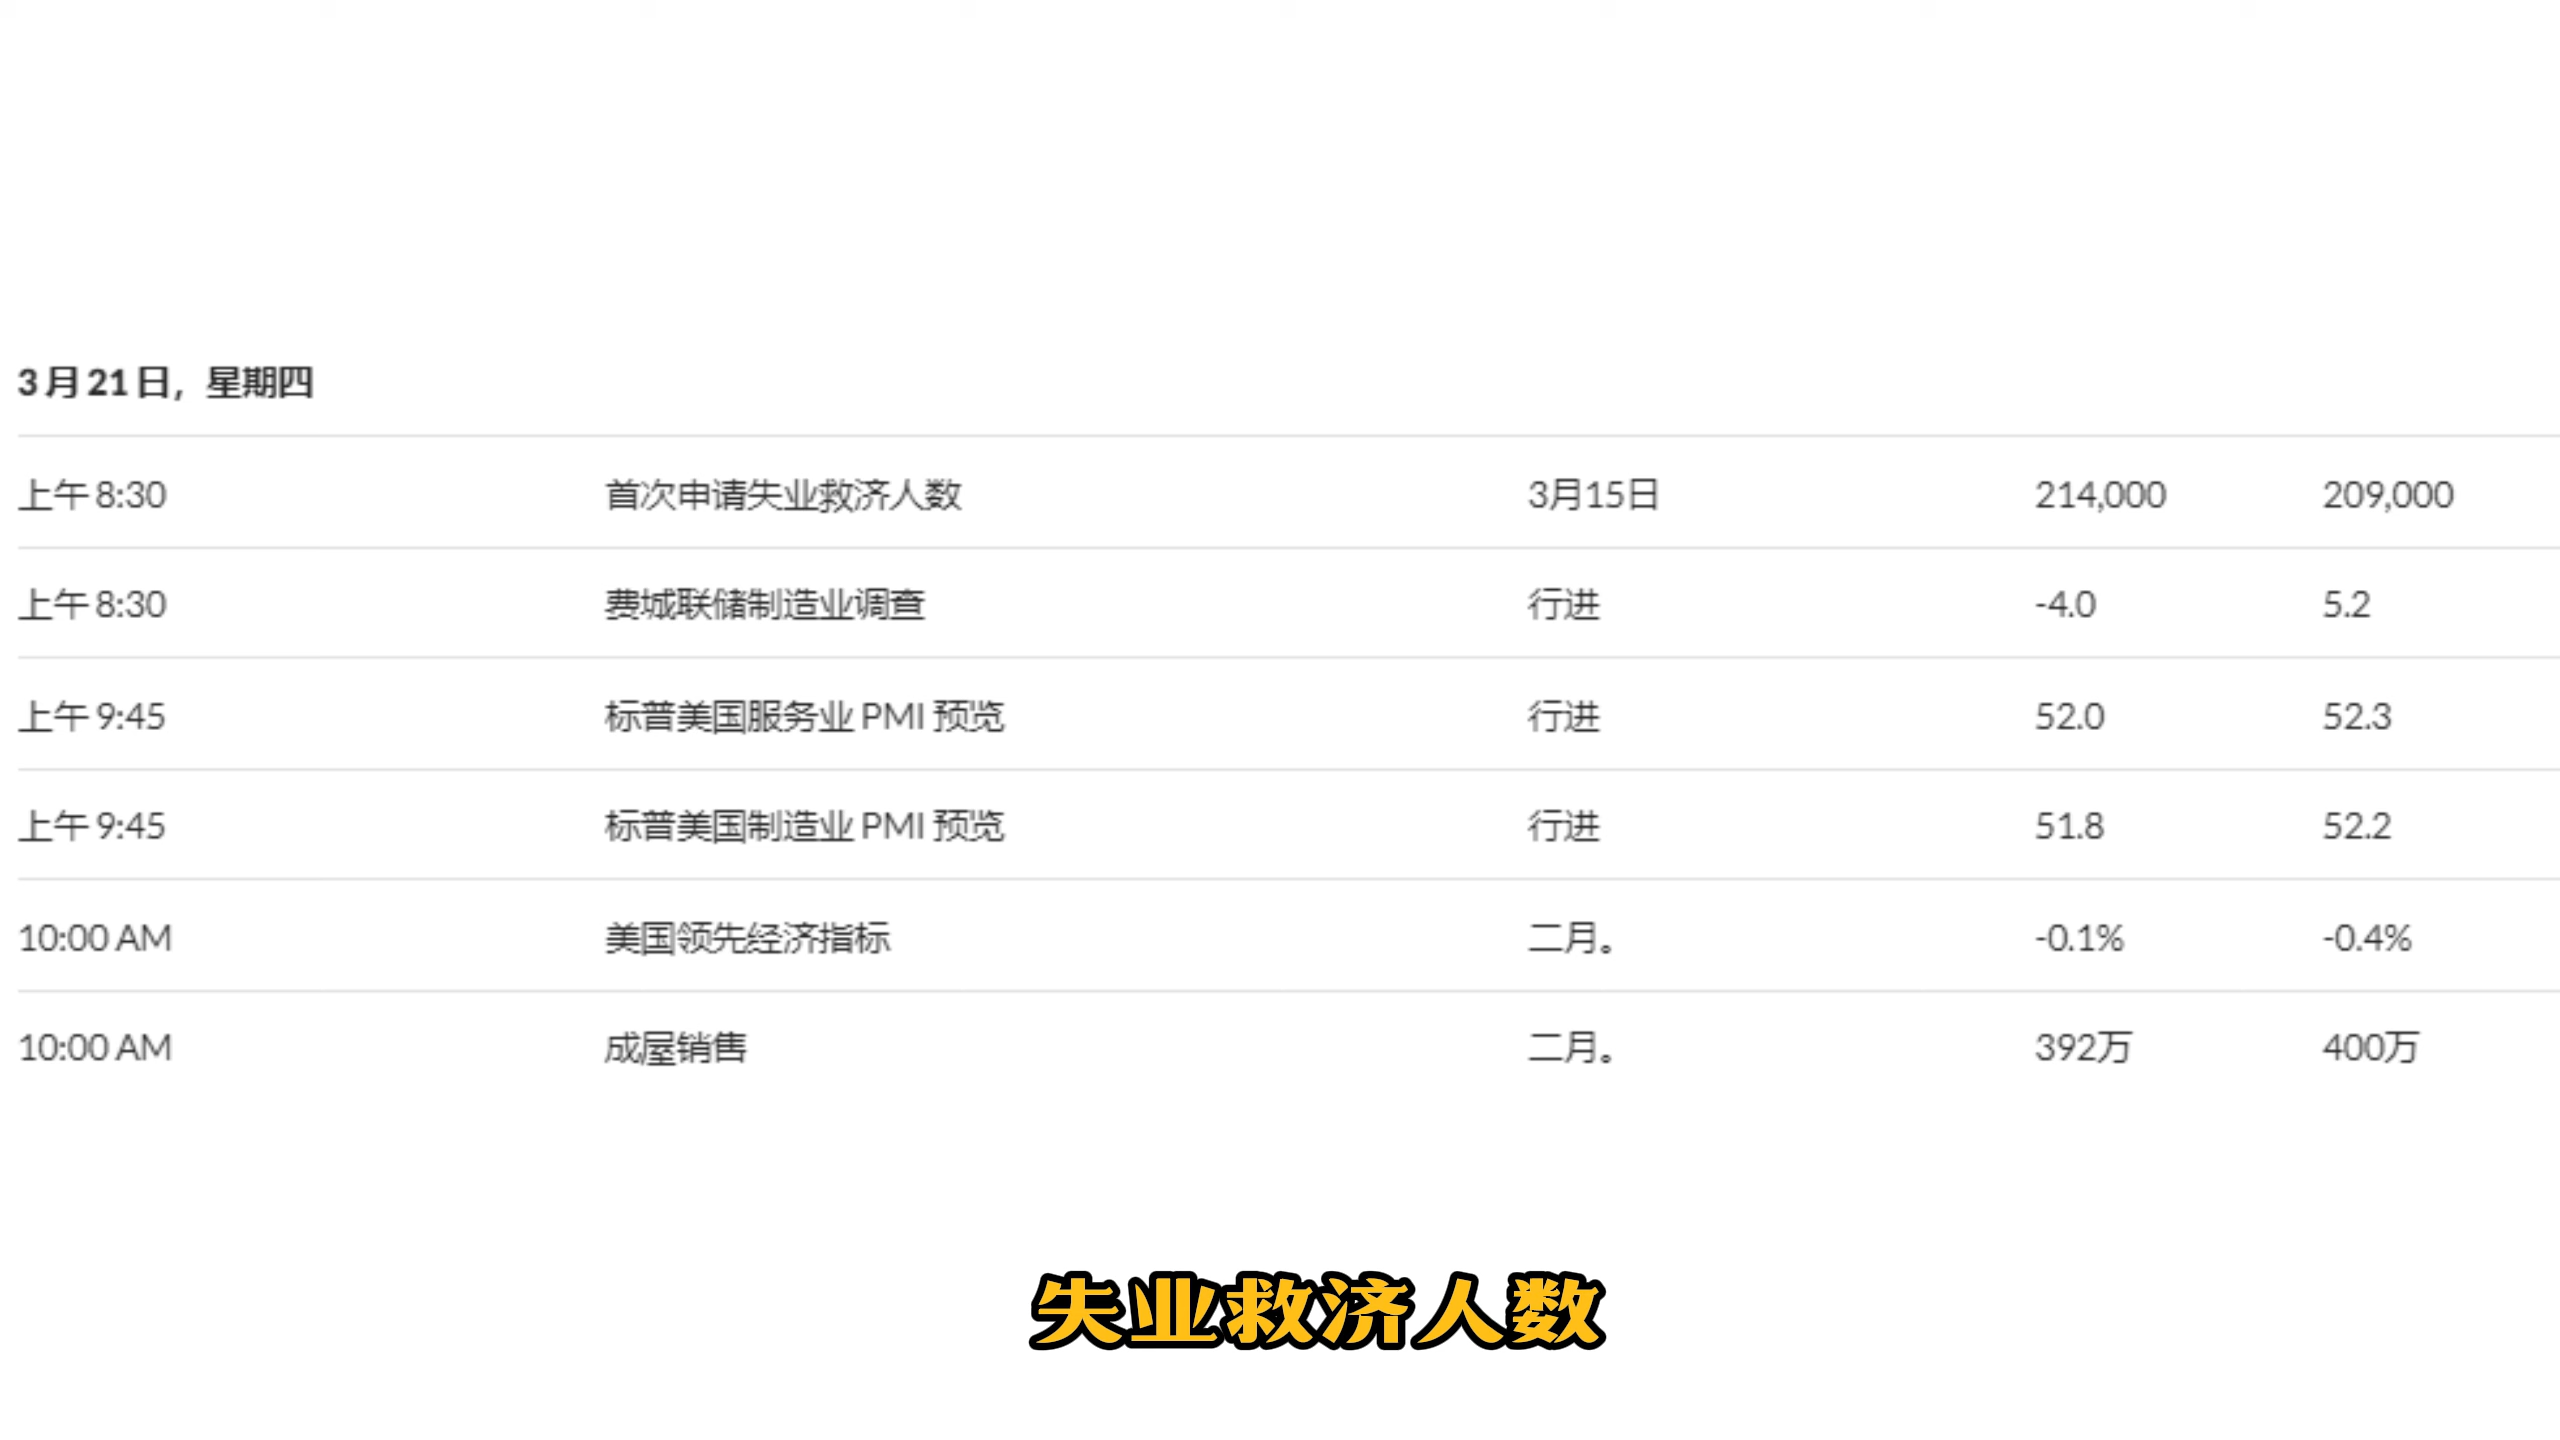 3 月 21 日，星期四
上午 8:30 首次申请失业救济人数 3月15日 214,000 209,000
上午 8:30 费城联储制造业调查 行进 -4.0 5.2
上午 9:45 标普美国服务业 PMI 预览 行进 52.0 52.3
上午 9:45 标普美国制造业 PMI 预览 行进 51.8 52.2
10:00 AM 美国领先经济指标 二月。 -0.1% -0.4%
10:00 AM 成屋销售 二月。 392万 400万
失业救济人数